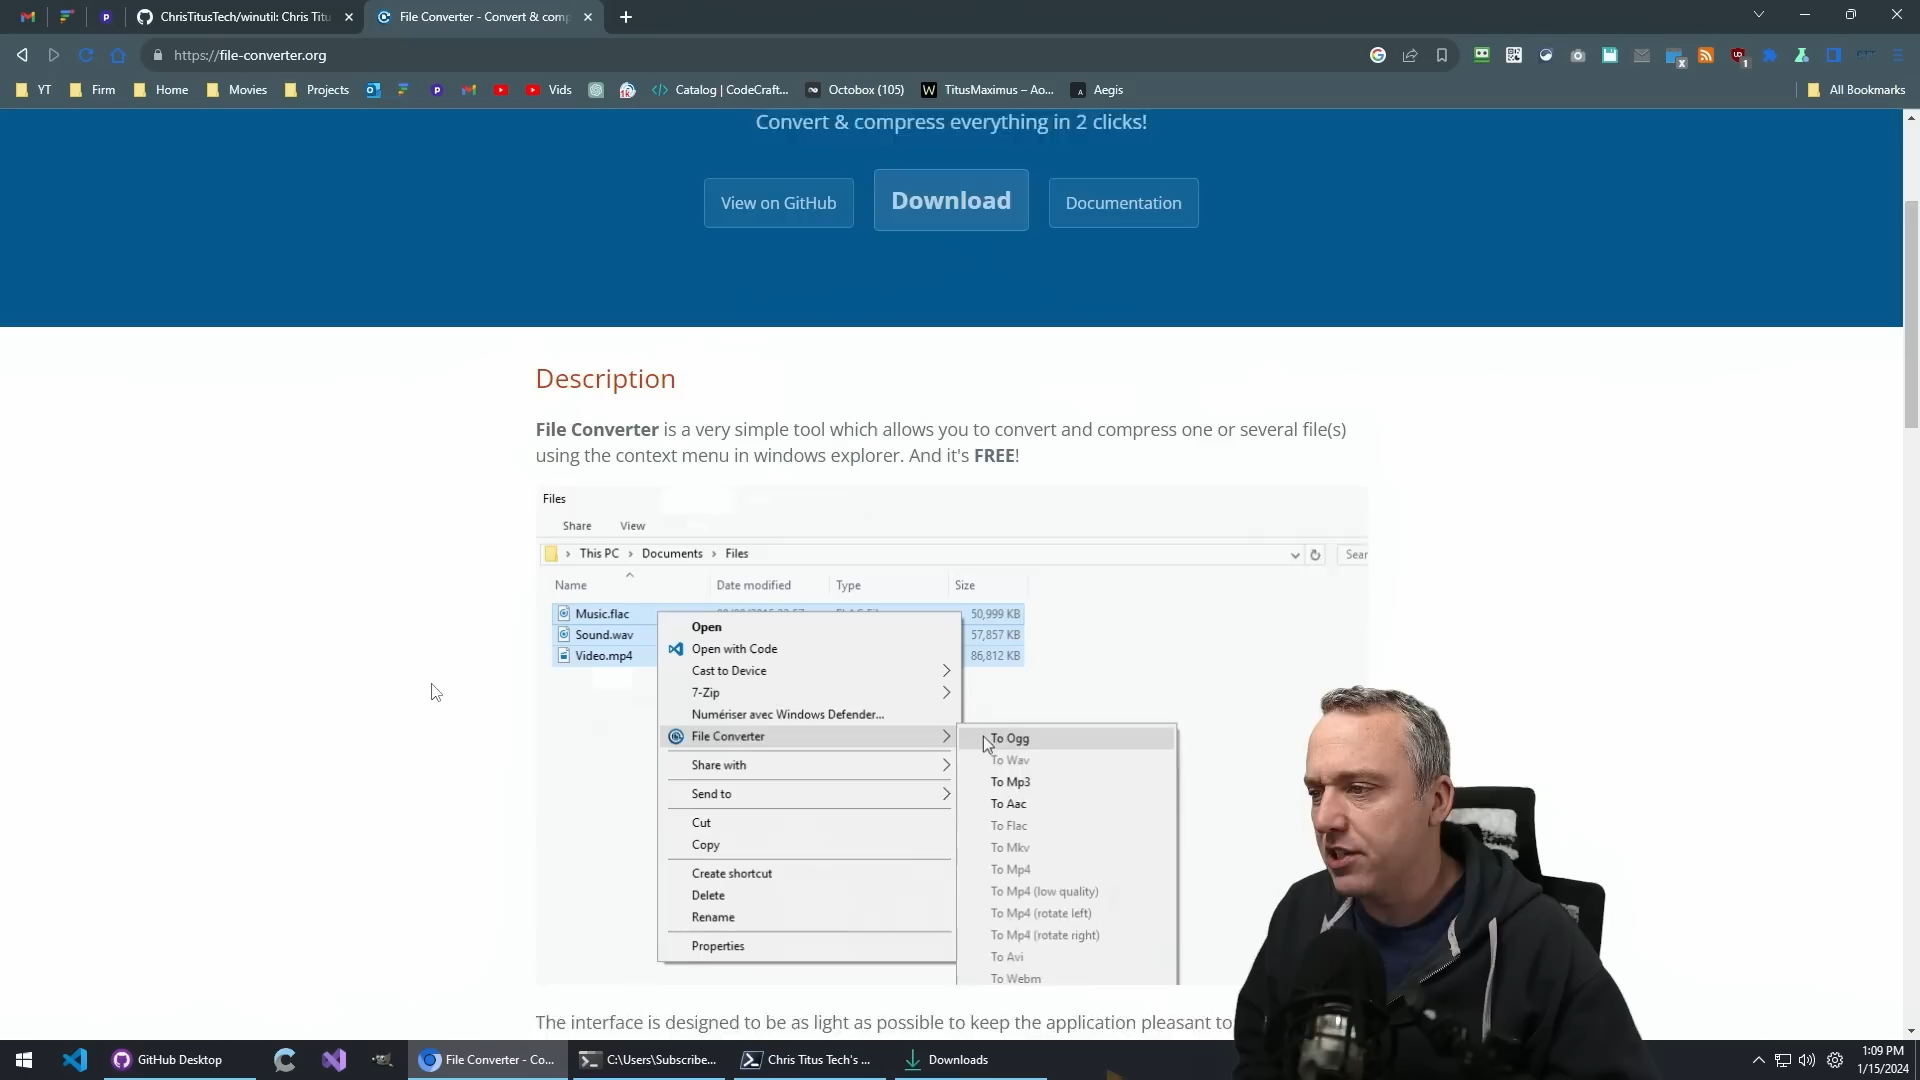 ChrisTitusTech/winutil: Chris Titu
File Converter - Convert & comp
https://file-converter.org
YT
Firm
Home
Movies
Projects
Vids
Catalog | CodeCraft...
Octobox (105)
TitusMaximus – Ao...
Aegis
All Bookmarks
Convert & compress everything in 2 clicks!
View on GitHub
Download
Documentation
Description
File Converter is a very simple tool which allows you to convert and compress one or several file(s)
using the context menu in windows explorer. And it's FREE!
Files
Share View
This PC › Documents › Files
Sear
Name Date modified Type Size
Music.flac 50,999 KB
Sound.wav 57,857 KB
Video.mp4 86,812 KB
Open
Open with Code
Cast to Device
7-Zip
Numériser avec Windows Defender...
File Converter
Share with
Send to
Cut
Copy
Create shortcut
Delete
Rename
Properties
To Ogg
To Wav
To Mp3
To Aac
To Flac
To Mkv
To Mp4
To Mp4 (low quality)
To Mp4 (rotate left)
To Mp4 (rotate right)
To Avi
To Webm
The interface is designed to be as light as possible to keep the application pleasant to
GitHub Desktop
File Converter - Co...
C:\Users\Subscribe...
Chris Titus Tech's ...
Downloads
1:09 PM
1/15/2024